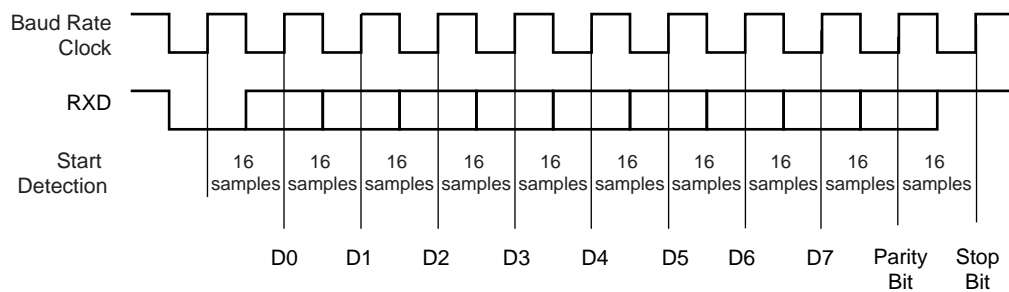 Baud Rate
Clock
RXD
Start
Detection
16 16 16 16 16 16 16 16 16 16
samples samples samples samples samples samples samples samples samples samples
D0 D1 D2 D3 D4 D5 D6 D7 Parity Stop
Bit Bit